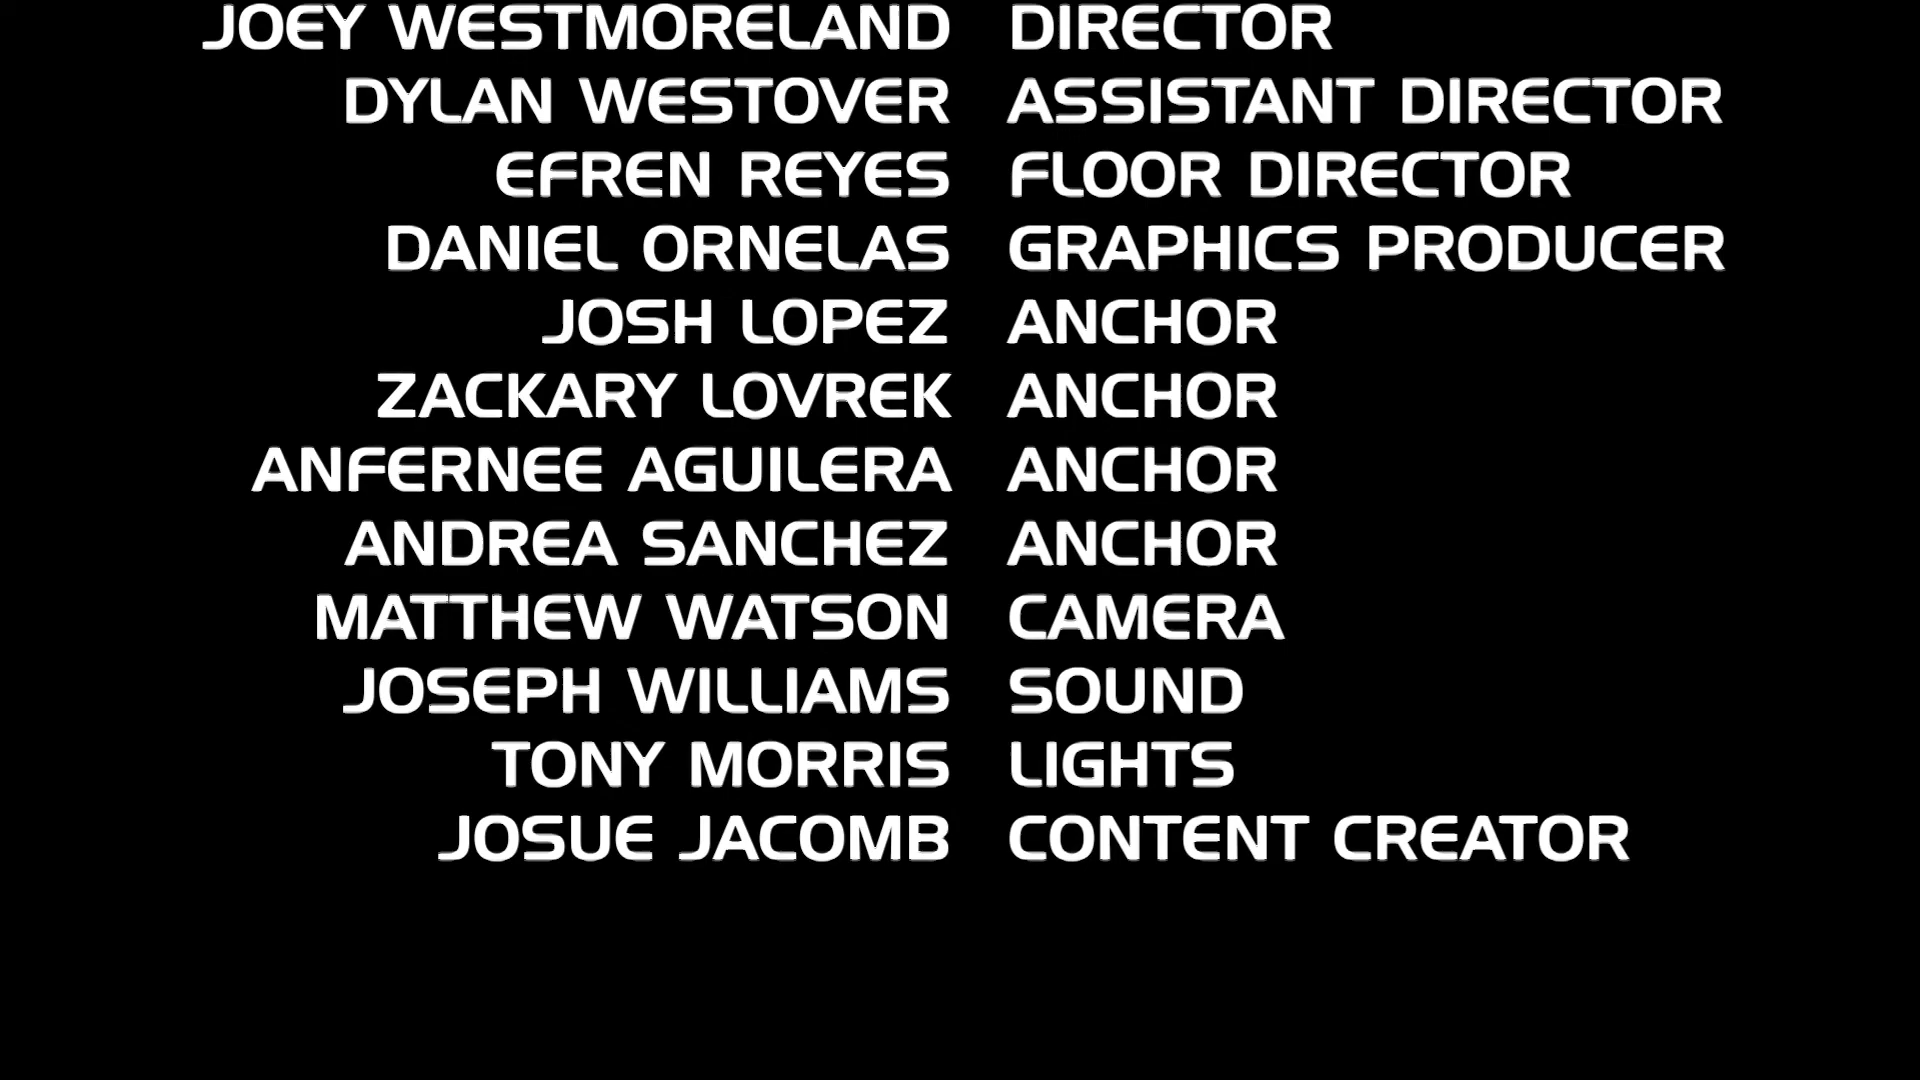 JOEY WESTMORELAND DIRECTOR
DYLAN WESTOVER ASSISTANT DIRECTOR
EFREN REYES FLOOR DIRECTOR
DANIEL ORNELAS GRAPHICS PRODUCER
JOSH LOPEZ ANCHOR
ZACKARY LOVREK ANCHOR
ANFERNEE AGUILERA ANCHOR
ANDREA SANCHEZ ANCHOR
MATTHEW WATSON CAMERA
JOSEPH WILLIAMS SOUND
TONY MORRIS LIGHTS
JOSUE JACOMB CONTENT CREATOR